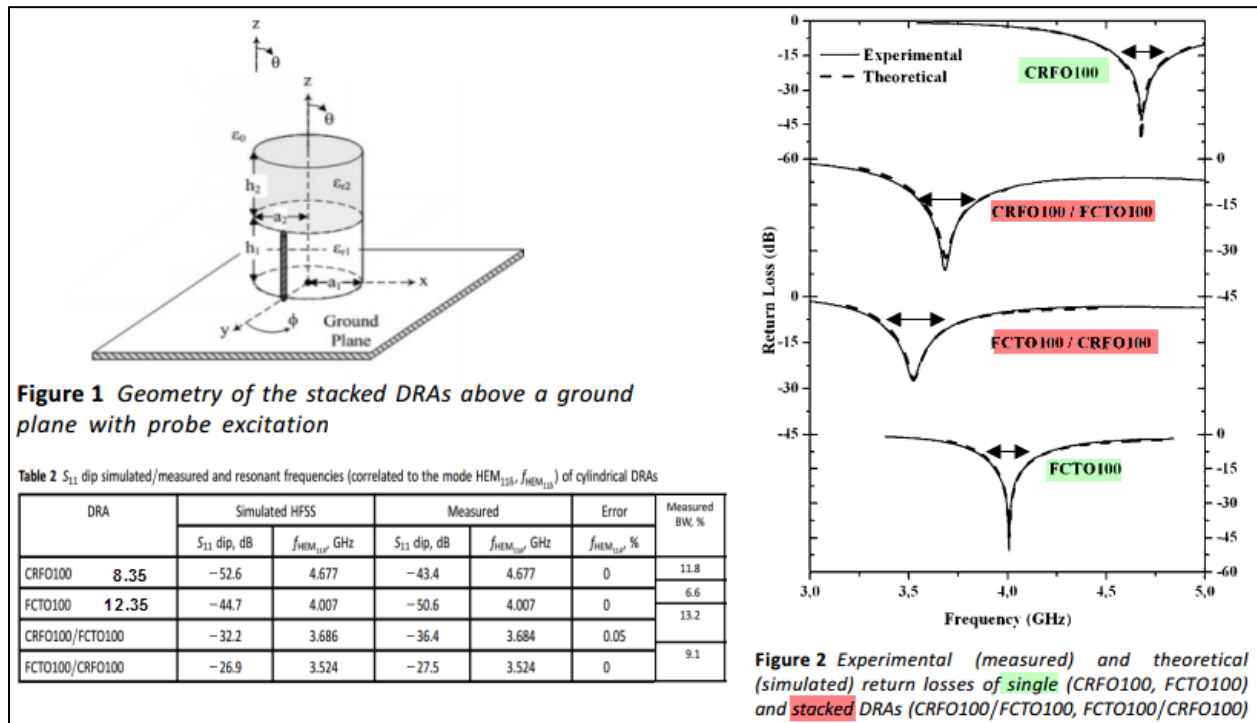 z
θ
z
θ
ε0
h2
εr2
a2
h1
εr1
a1
x
y
ϕ
Ground
Plane
Figure 1 Geometry of the stacked DRAs above a ground
plane with probe excitation
Table 2 S11 dip simulated/measured and resonant frequencies (correlated to the mode HEM11δ, fHEM11δ) of cylindrical DRAs
DRA Simulated HFSS Measured Error Measured BW, %
S11 dip, dB fHEM11δ, GHz S11 dip, dB fHEM11δ, GHz fHEM11δ, %
CRFO100 8.35 −52.6 4.677 −43.4 4.677 0 11.8
FCTO100 12.35 −44.7 4.007 −50.6 4.007 0 6.6
13.2
CRFO100/FCTO100 −32.2 3.686 −36.4 3.684 0.05
9.1
FCTO100/CRFO100 −26.9 3.524 −27.5 3.524 0
0
Experimental
Theoretical
-15
CRFO100
-30
-45
-60 0
-15
CRFO100 / FCTO100
-30
0 -45
Return Loss (dB)
-15
FCTO100 / CRFO100
-30
-45 0
FCTO100
-15
-30
-45
-60
3,0 3,5 4,0 4,5 5,0
Frequency (GHz)
Figure 2 Experimental (measured) and theoretical
(simulated) return losses of single (CRFO100, FCTO100)
and stacked DRAs (CRFO100/FCTO100, FCTO100/CRFO100)